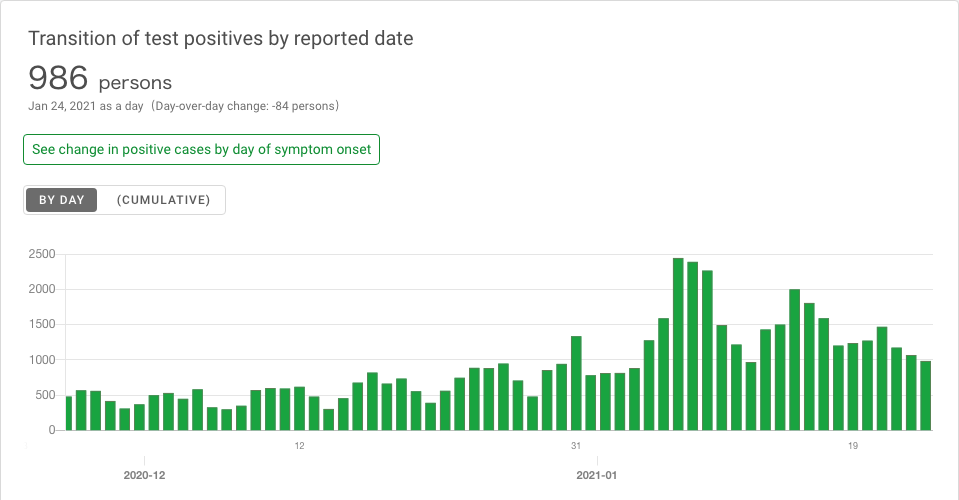 Transition of test positives by reported date
986 persons
Jan 24, 2021 as a day（Day-over-day change: -84 persons）
See change in positive cases by day of symptom onset
BY DAY (CUMULATIVE)
2500
2000
1500
1000
500
0
12 31 19
2020-12 2021-01